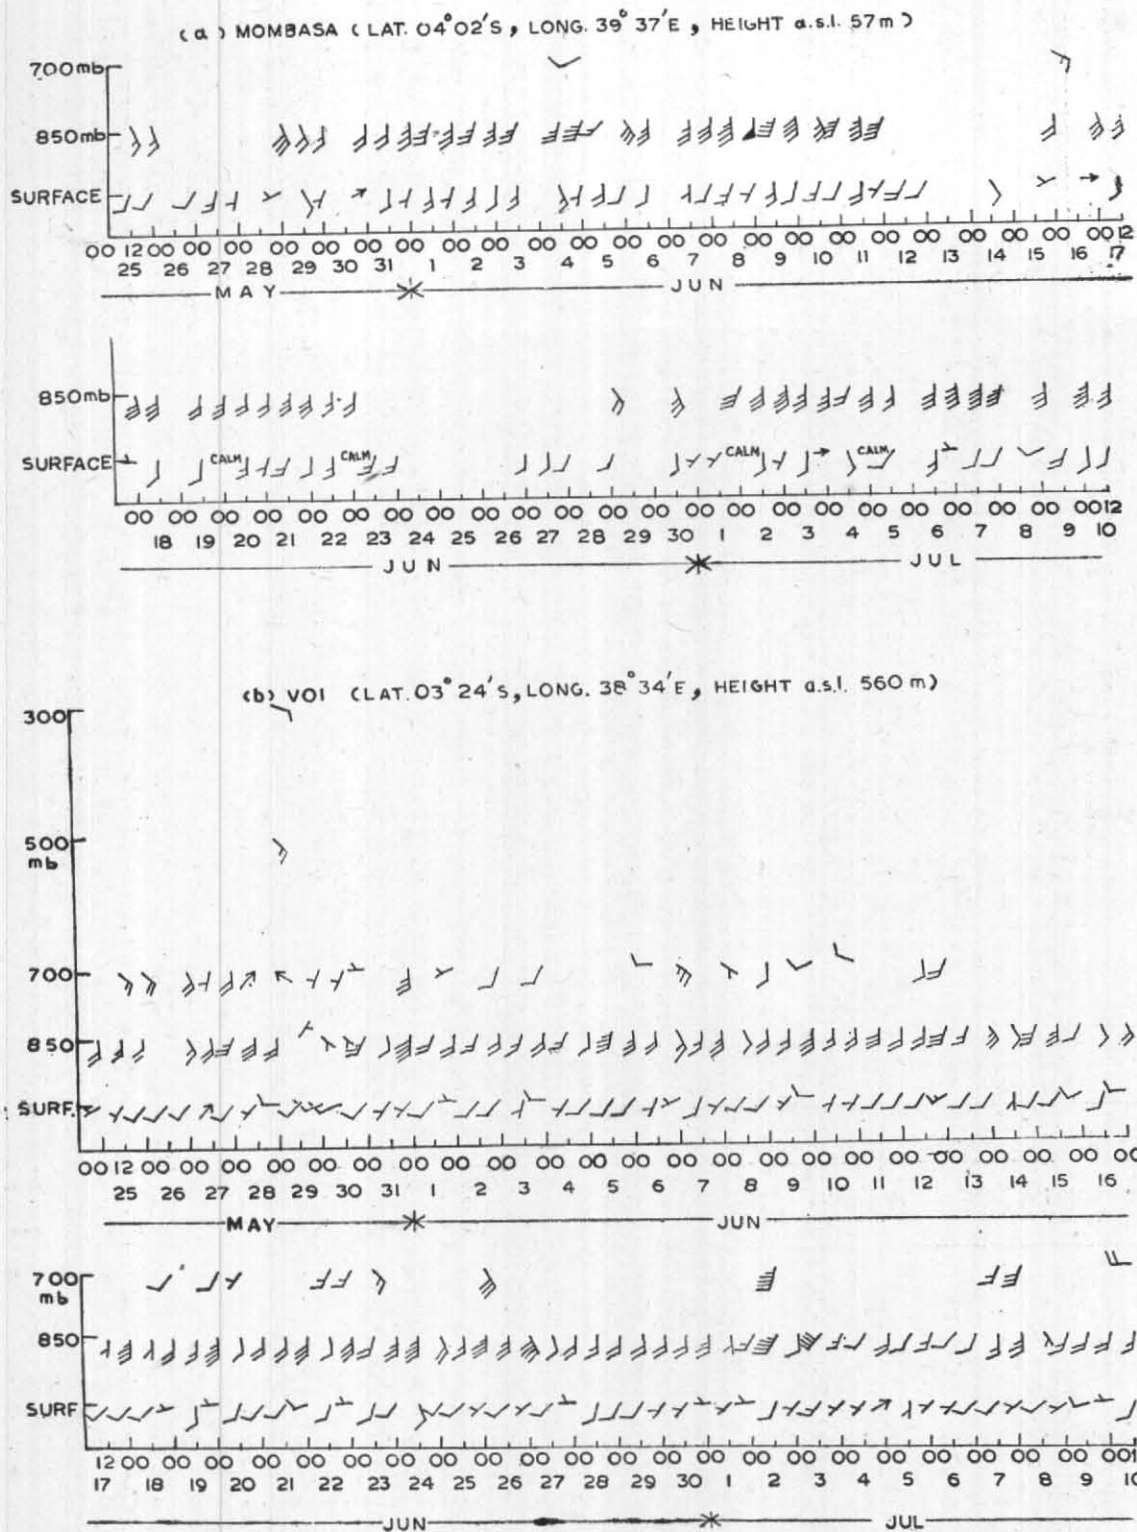 (a) MOMBASA (LAT. 04°02'S, LONG. 39°37'E, HEIGHT a.s.l. 57m)
700mb
850mb
SURFACE
00 12 00 00 00 00 00 00 00 00 00 00 00 00 00 00 00 00 00 00 00 00 00 00 00 12
25 26 27 28 29 30 31 1 2 3 4 5 6 7 8 9 10 11 12 13 14 15 16 17
MAY JUN
850mb
SURFACE
CALM CALM CALM CALM
00 00 00 00 00 00 00 00 00 00 00 00 00 00 00 00 00 00 00 00 00 00 00 12
18 19 20 21 22 23 24 25 26 27 28 29 30 1 2 3 4 5 6 7 8 9 10
JUN JUL
(b) VOI (LAT. 03°24'S, LONG. 38°34'E, HEIGHT a.s.l. 560 m)
300
500
mb
700
850
SURF.
00 12 00 00 00 00 00 00 00 00 00 00 00 00 00 00 00 00 00 00 00 00 00 00 00
25 26 27 28 29 30 31 1 2 3 4 5 6 7 8 9 10 11 12 13 14 15 16
MAY JUN
700
mb
850
SURF
12 00 00 00 00 00 00 00 00 00 00 00 00 00 00 00 00 00 00 00 00 00 00 00 001
17 18 19 20 21 22 23 24 25 26 27 28 29 30 1 2 3 4 5 6 7 8 9 10
JUN JUL